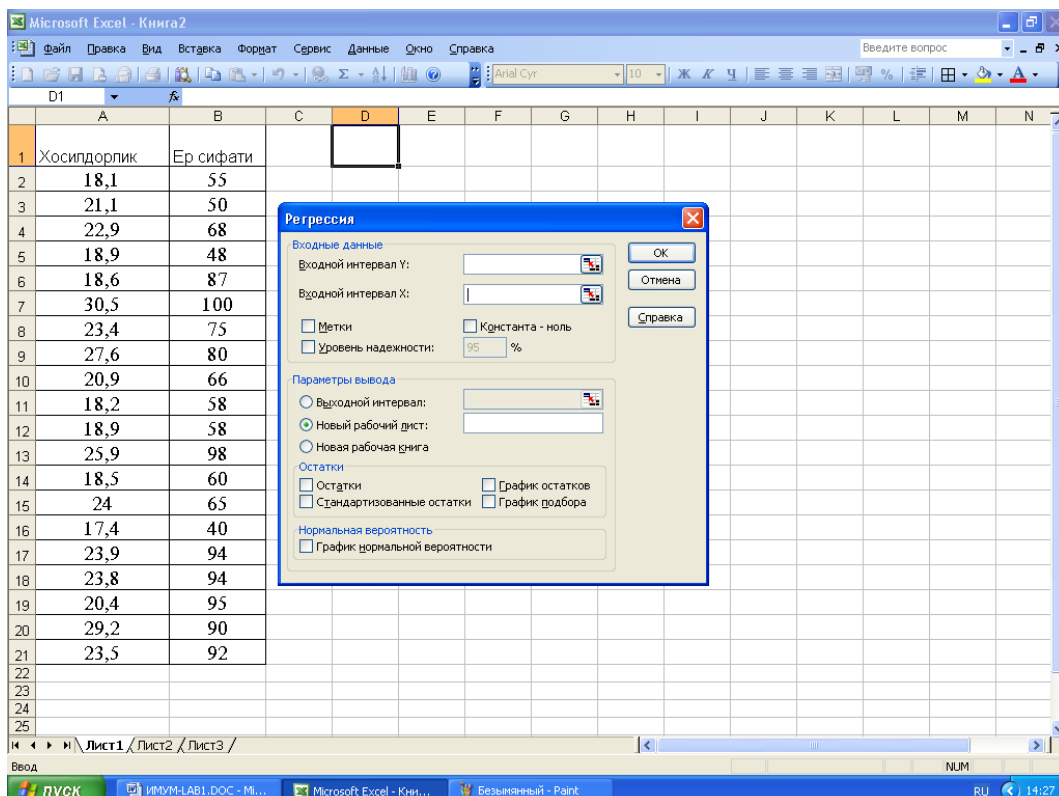 Microsoft Excel - Книга2
Файл Правка Вид Вставка Формат Сервис Данные Окно Справка Введите вопрос
Arial Cyr 10 Ж К Ч
D1 fx
A B C D E F G H I J K L M N
1 Хосилдорлик Ер сифати
2 18,1 55
3 21,1 50
4 22,9 68
5 18,9 48
6 18,6 87
7 30,5 100
8 23,4 75
9 27,6 80
10 20,9 66
11 18,2 58
12 18,9 58
13 25,9 98
14 18,5 60
15 24 65
16 17,4 40
17 23,9 94
18 23,8 94
19 20,4 95
20 29,2 90
21 23,5 92
22
23
24
25
Регрессия
Входные данные
Входной интервал Y:
Входной интервал X:
Метки Константа - ноль
Уровень надежности: 95 %
ОК
Отмена
Справка
Параметры вывода
Выходной интервал:
Новый рабочий лист:
Новая рабочая книга
Остатки
Остатки График остатков
Стандартизованные остатки График подбора
Нормальная вероятность
График нормальной вероятности
Лист1 Лист2 Лист3
Ввод NUM
пуск ИМУМ-LAB1.DOC - Mi... Microsoft Excel - Кни... Безымянный - Paint RU 14:27